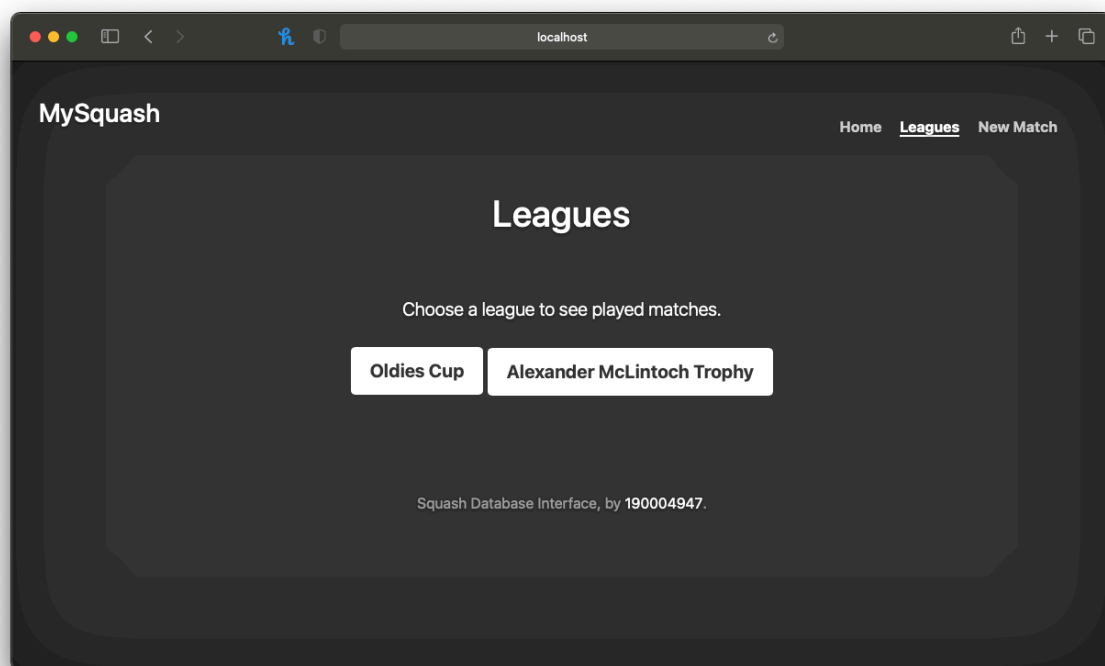 localhost
MySquash
Home Leagues New Match
Leagues
Choose a league to see played matches.
Oldies Cup Alexander McLintoch Trophy
Squash Database Interface, by 190004947.